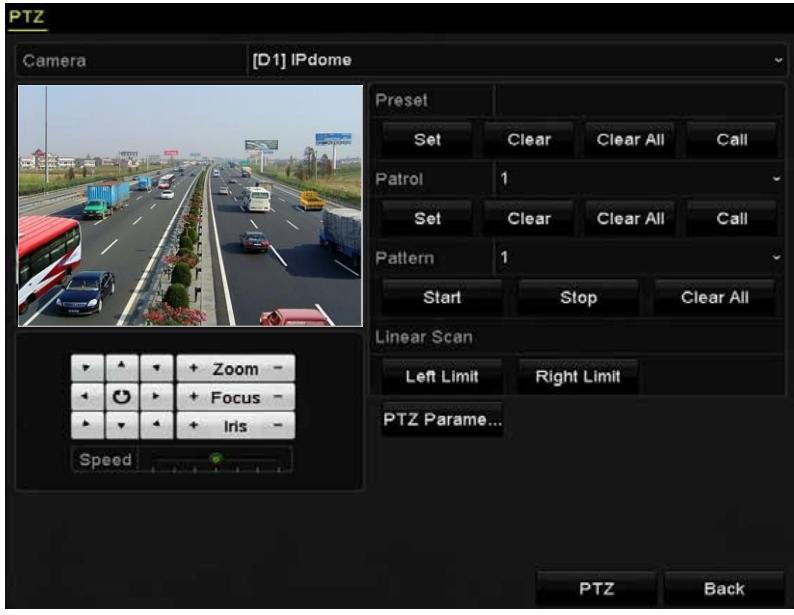 PTZ
Camera [D1] IPdome
Preset
Set Clear Clear All Call
Patrol 1
Set Clear Clear All Call
Pattern 1
Start Stop Clear All
Linear Scan
Left Limit Right Limit
PTZ Parame...
+ Zoom -
+ Focus -
+ Iris -
Speed
PTZ Back